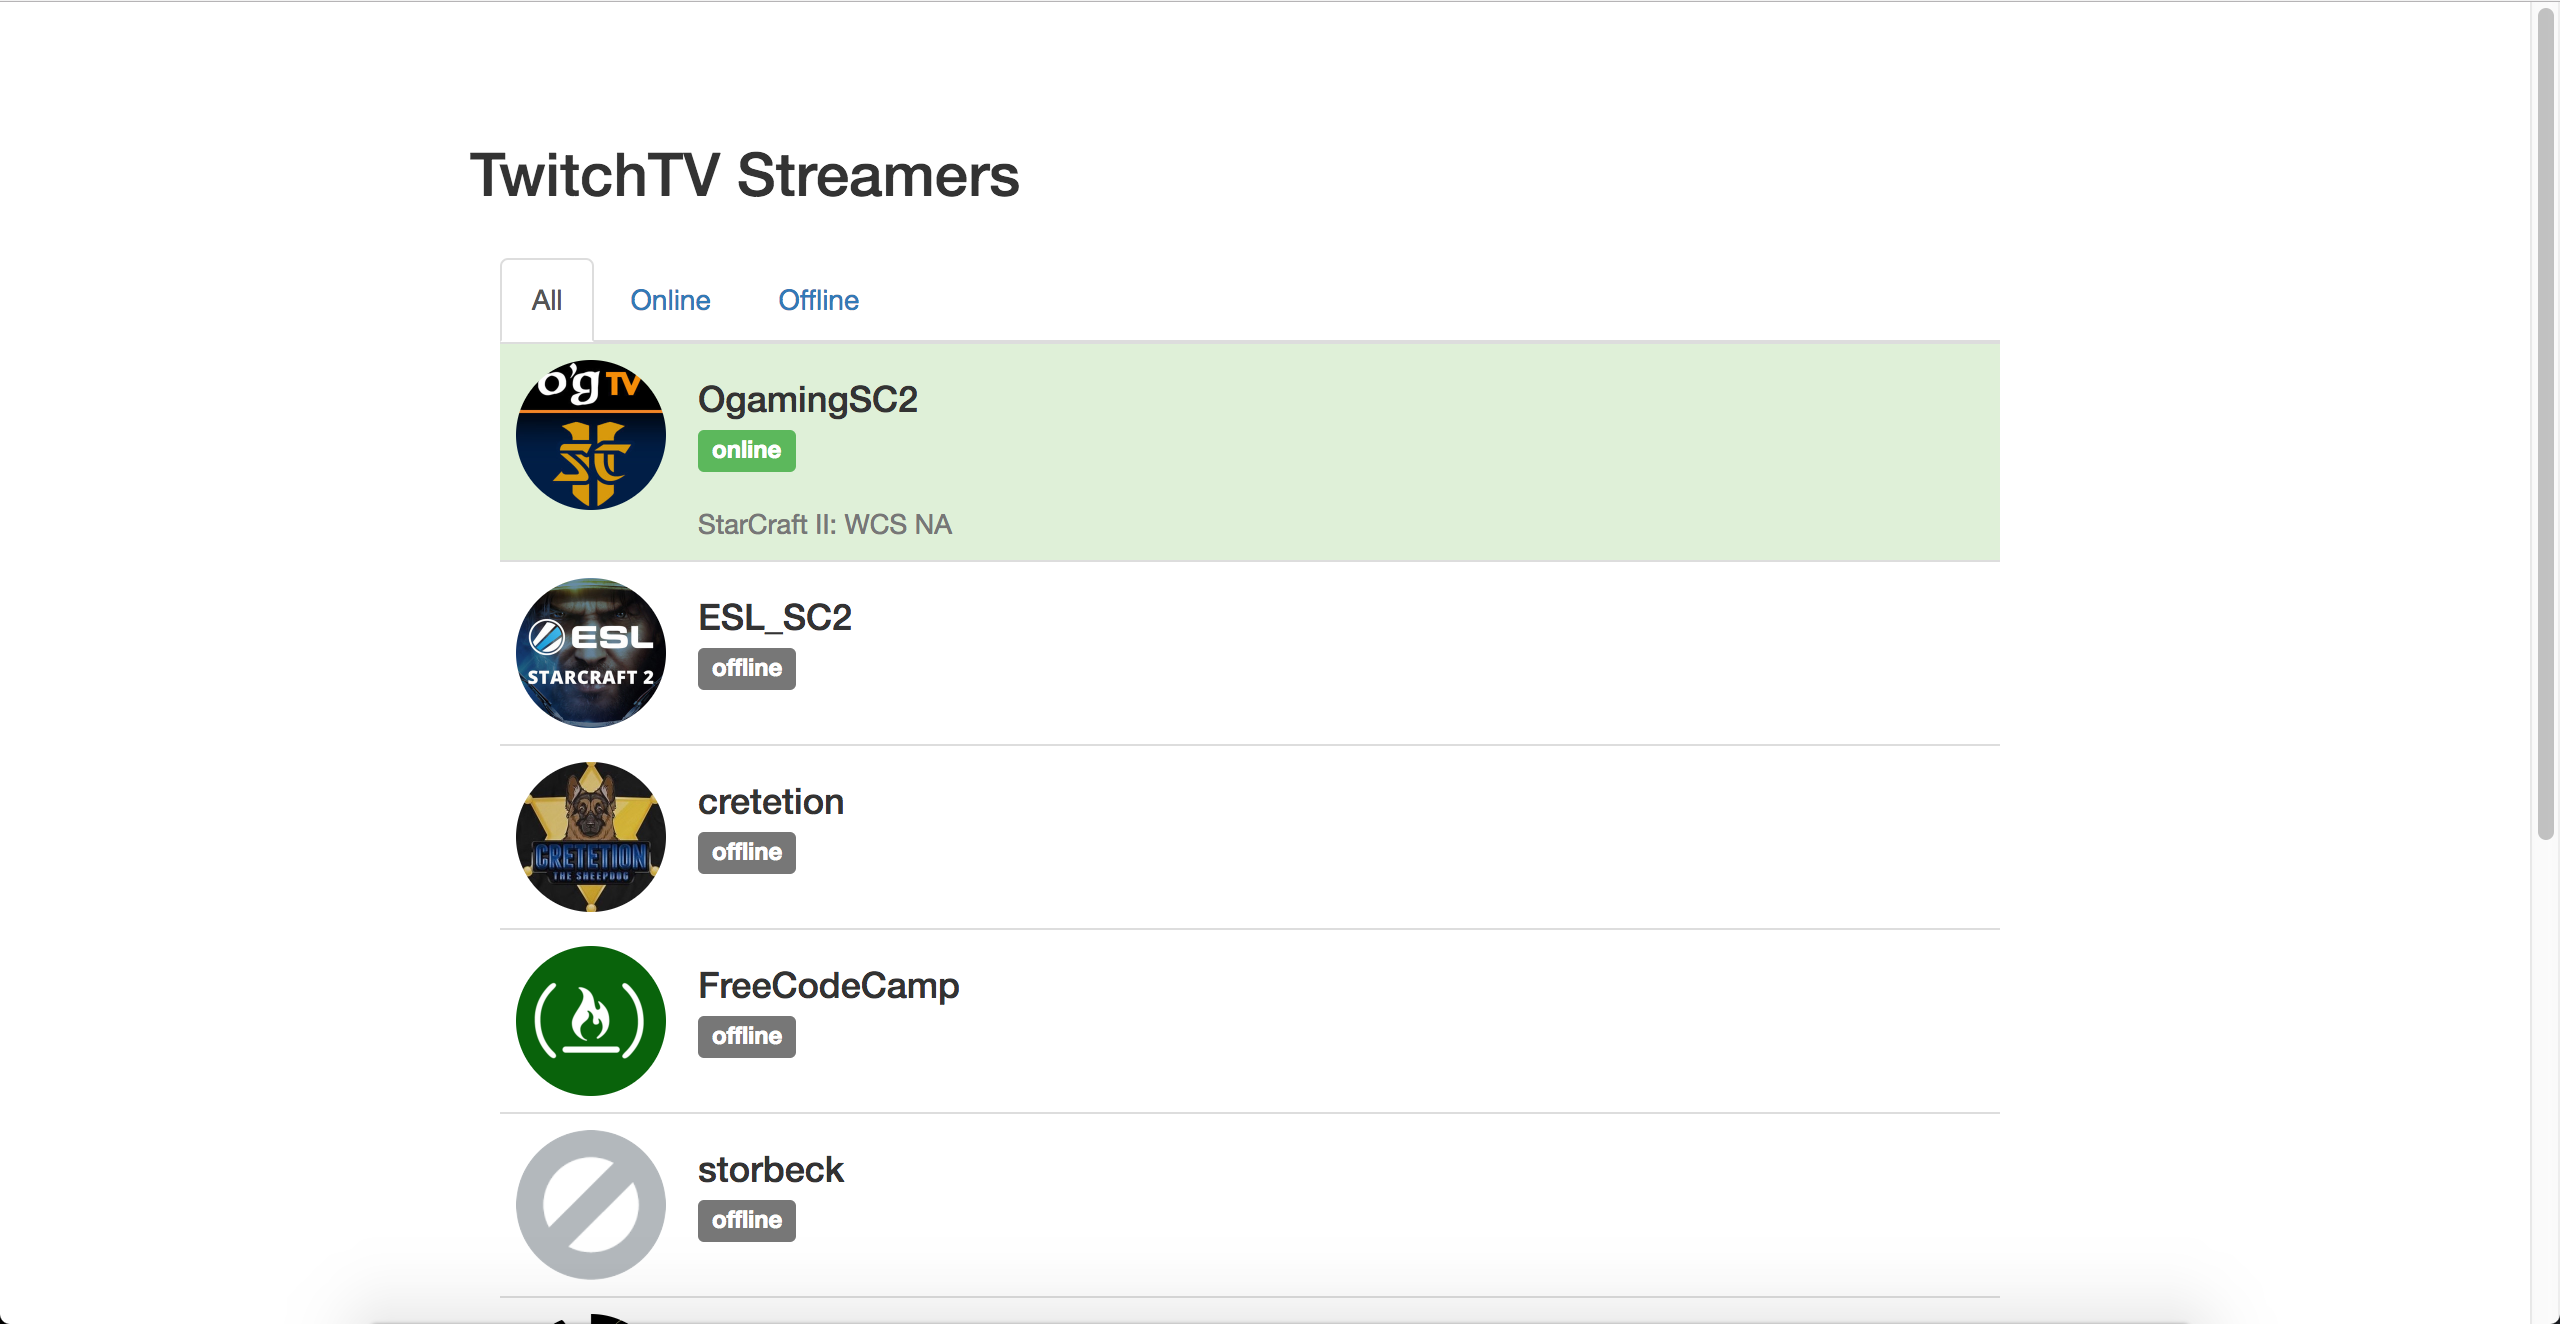 TwitchTV Streamers
All Online Offline
o'g TV
SC
OgamingSC2
online
StarCraft II: WCS NA
ESL
STARCRAFT 2
ESL_SC2
offline
CRETETION
THE SHEEPDOG
cretetion
offline
FreeCodeCamp
offline
storbeck
offline